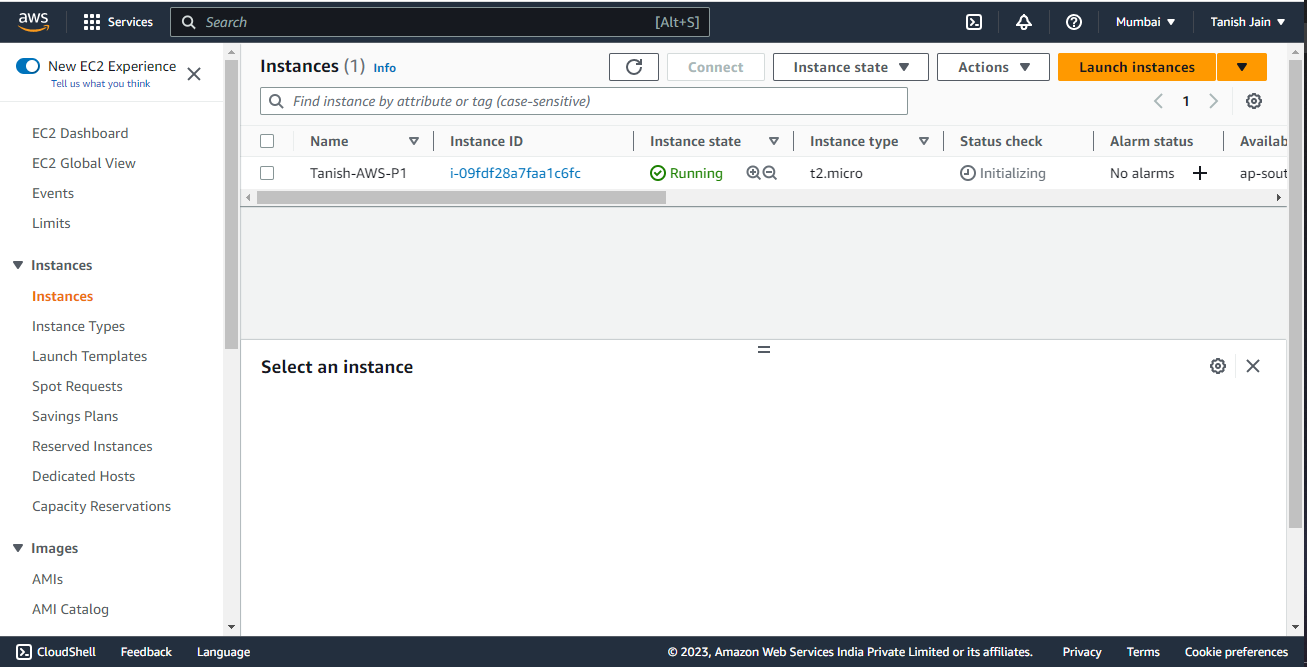 aws
Services
Search
[Alt+S]
Mumbai
Tanish Jain
New EC2 Experience
Tell us what you think
EC2 Dashboard
EC2 Global View
Events
Limits
Instances
Instances
Instance Types
Launch Templates
Spot Requests
Savings Plans
Reserved Instances
Dedicated Hosts
Capacity Reservations
Images
AMIs
AMI Catalog
Instances (1) Info
Connect
Instance state
Actions
Launch instances
Find instance by attribute or tag (case-sensitive)
1
Name Instance ID Instance state Instance type Status check Alarm status Availab
Tanish-AWS-P1 i-09fdf28a7faa1c6fc Running t2.micro Initializing No alarms ap-sout
Select an instance
CloudShell Feedback Language © 2023, Amazon Web Services India Private Limited or its affiliates. Privacy Terms Cookie preferences